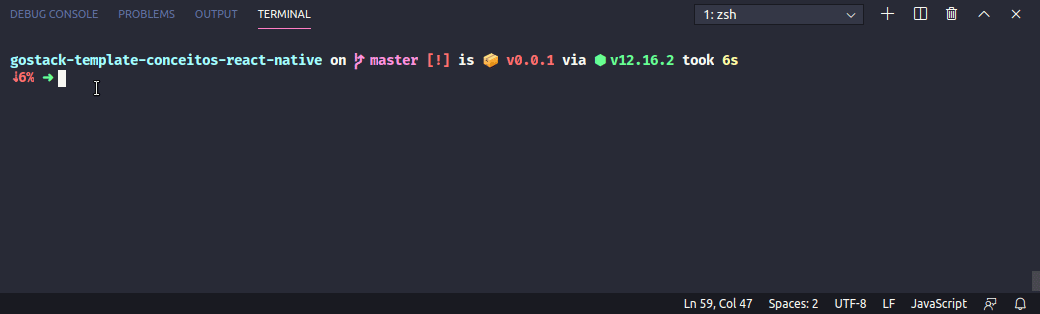 DEBUG CONSOLE PROBLEMS OUTPUT TERMINAL 1: zsh
gostack-template-conceitos-react-native on master [!] is 📦 v0.0.1 via ⬢ v12.16.2 took 6s
↓6% ➜
Ln 59, Col 47 Spaces: 2 UTF-8 LF JavaScript